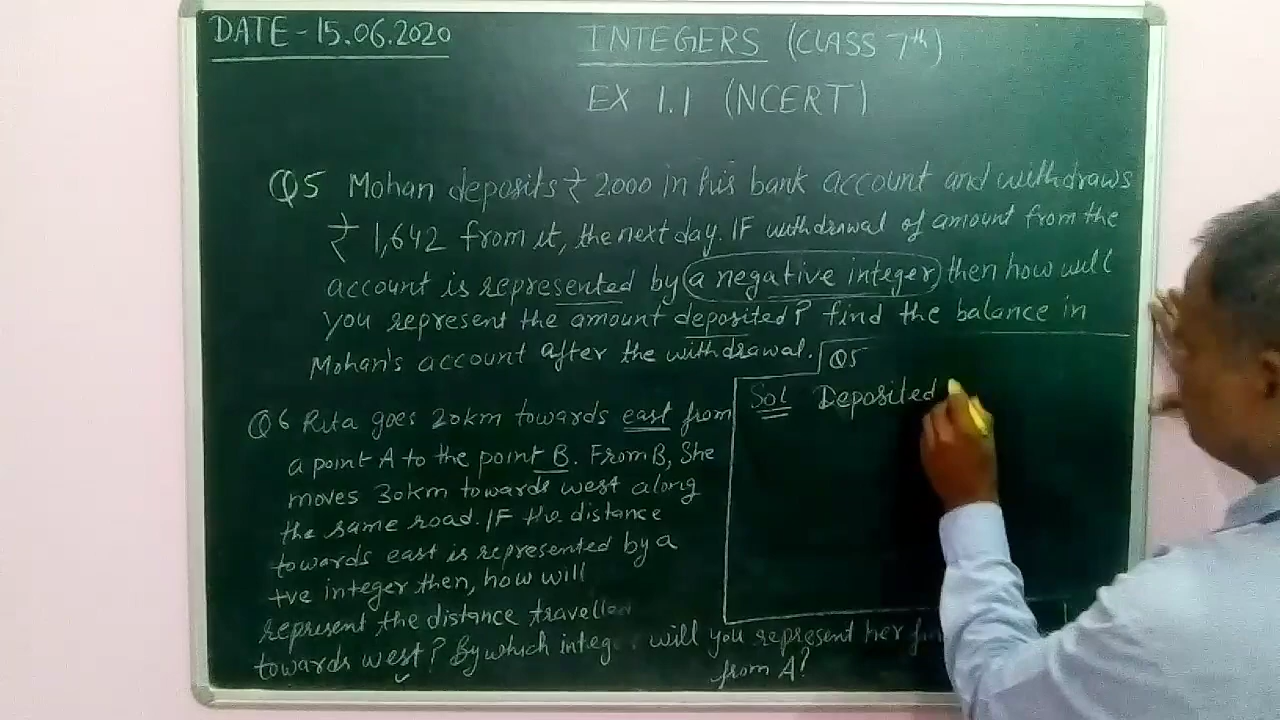 DATE - 15.06.2020
INTEGERS (CLASS 7th)
EX 1.1 (NCERT)
Q5 Mohan deposits ₹ 2000 in his bank account and withdraws
₹ 1,642 from it, the next day. IF withdrawal of amount from the
account is represented by (a negative integer) then how will
you represent the amount deposited? find the balance in
Mohan's account after the withdrawal.
Q5
Sol Deposited
Q6 Rita goes 20km towards east from
a point A to the point B. From B, She
moves 30km towards west along
the same road. IF the distance
towards east is represented by a
+ve integer then, how will
represent the distance travelled
towards west? By which will you represent her
from A?